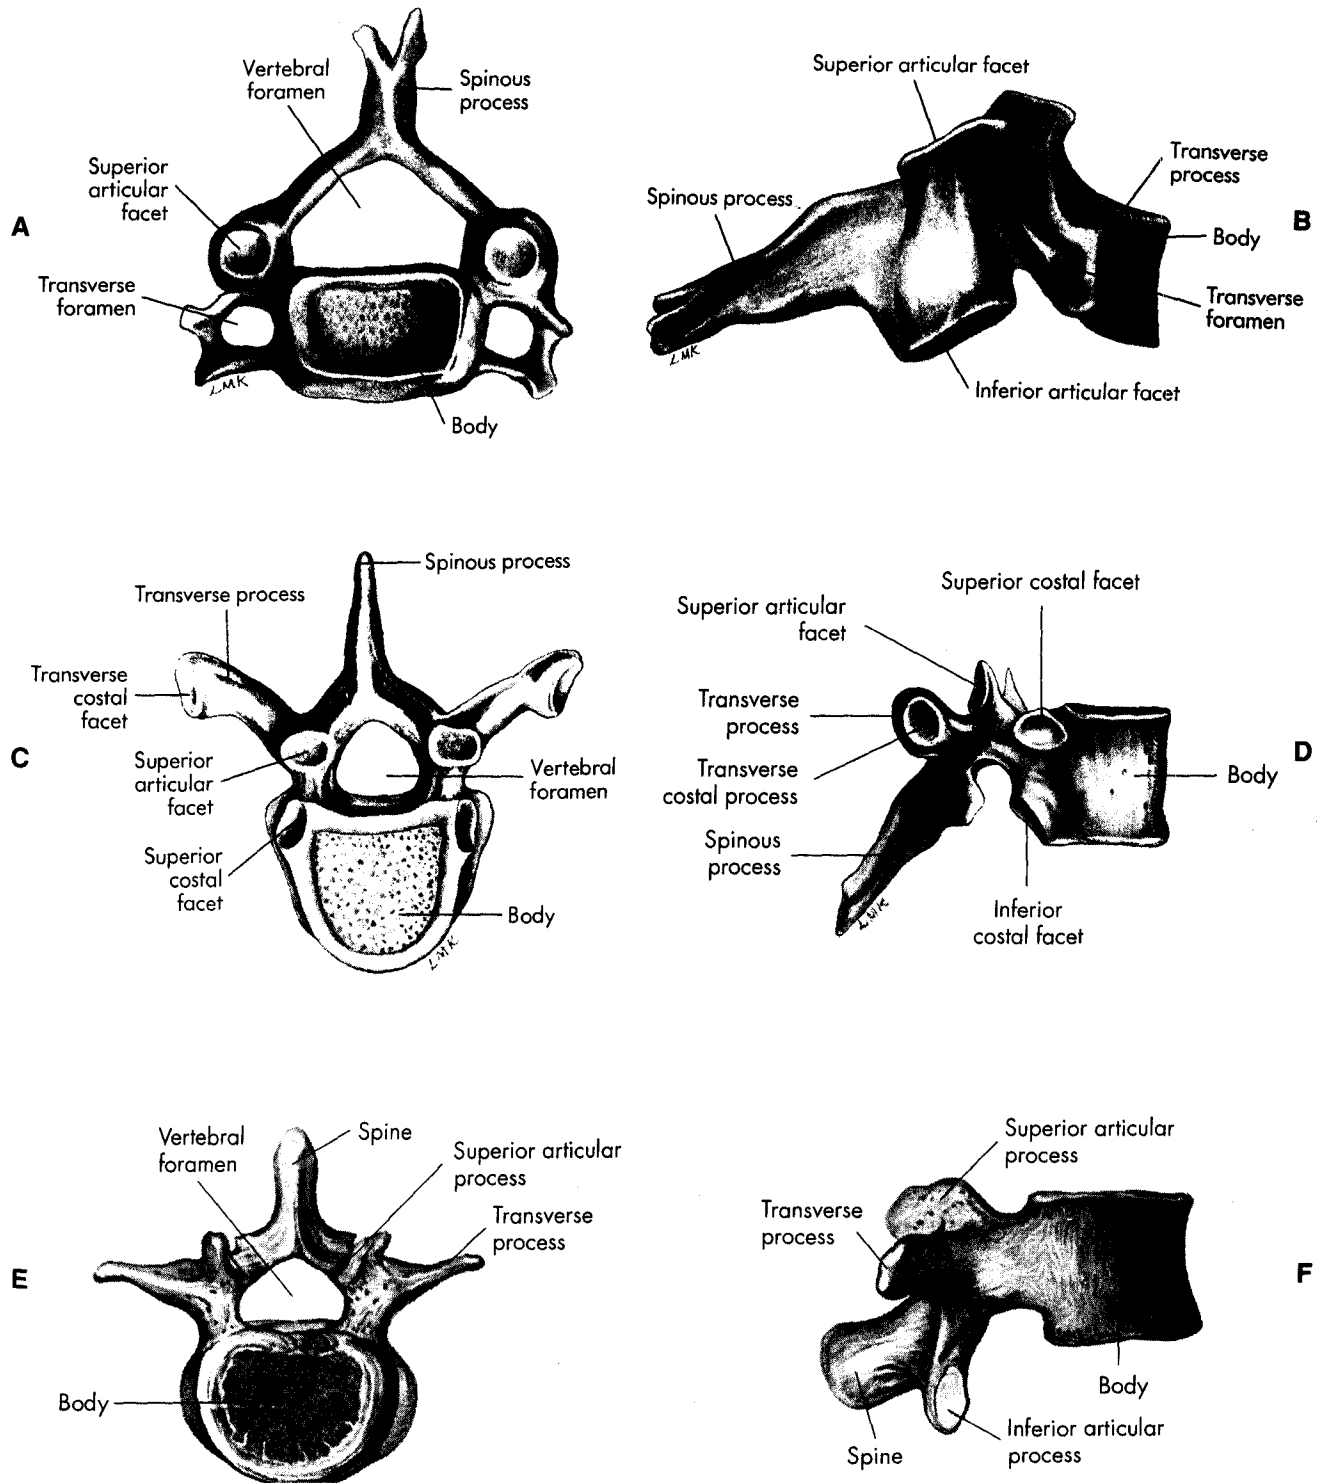 Vertebral
foramen
Spinous
process
Superior
articular
facet
A
Transverse
foramen
LMK
Body
Superior articular facet
Transverse
process
Spinous process
B
Body
Transverse
foramen
LMK
Inferior articular facet
Spinous process
Transverse process
Transverse
costal
facet
C
Superior
articular
facet
Vertebral
foramen
Superior
costal
facet
Body
LMK
Superior costal facet
Superior articular
facet
Transverse
process
D
Transverse
costal process
Body
Spinous
process
LMK
Inferior
costal facet
Vertebral
foramen
Spine
Superior articular
process
Transverse
process
E
Body
Superior articular
process
Transverse
process
F
Body
Inferior articular
process
Spine